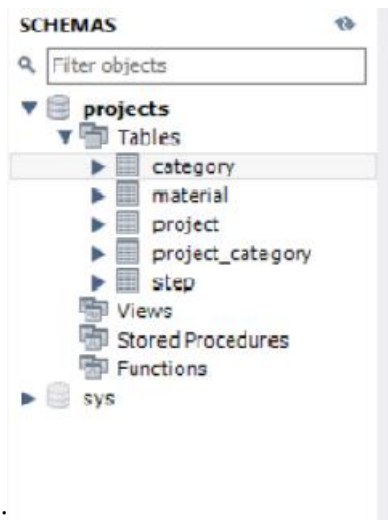 SCHEMAS
Filter objects
projects
Tables
category
material
project
project_category
step
Views
Stored Procedures
Functions
sys
.